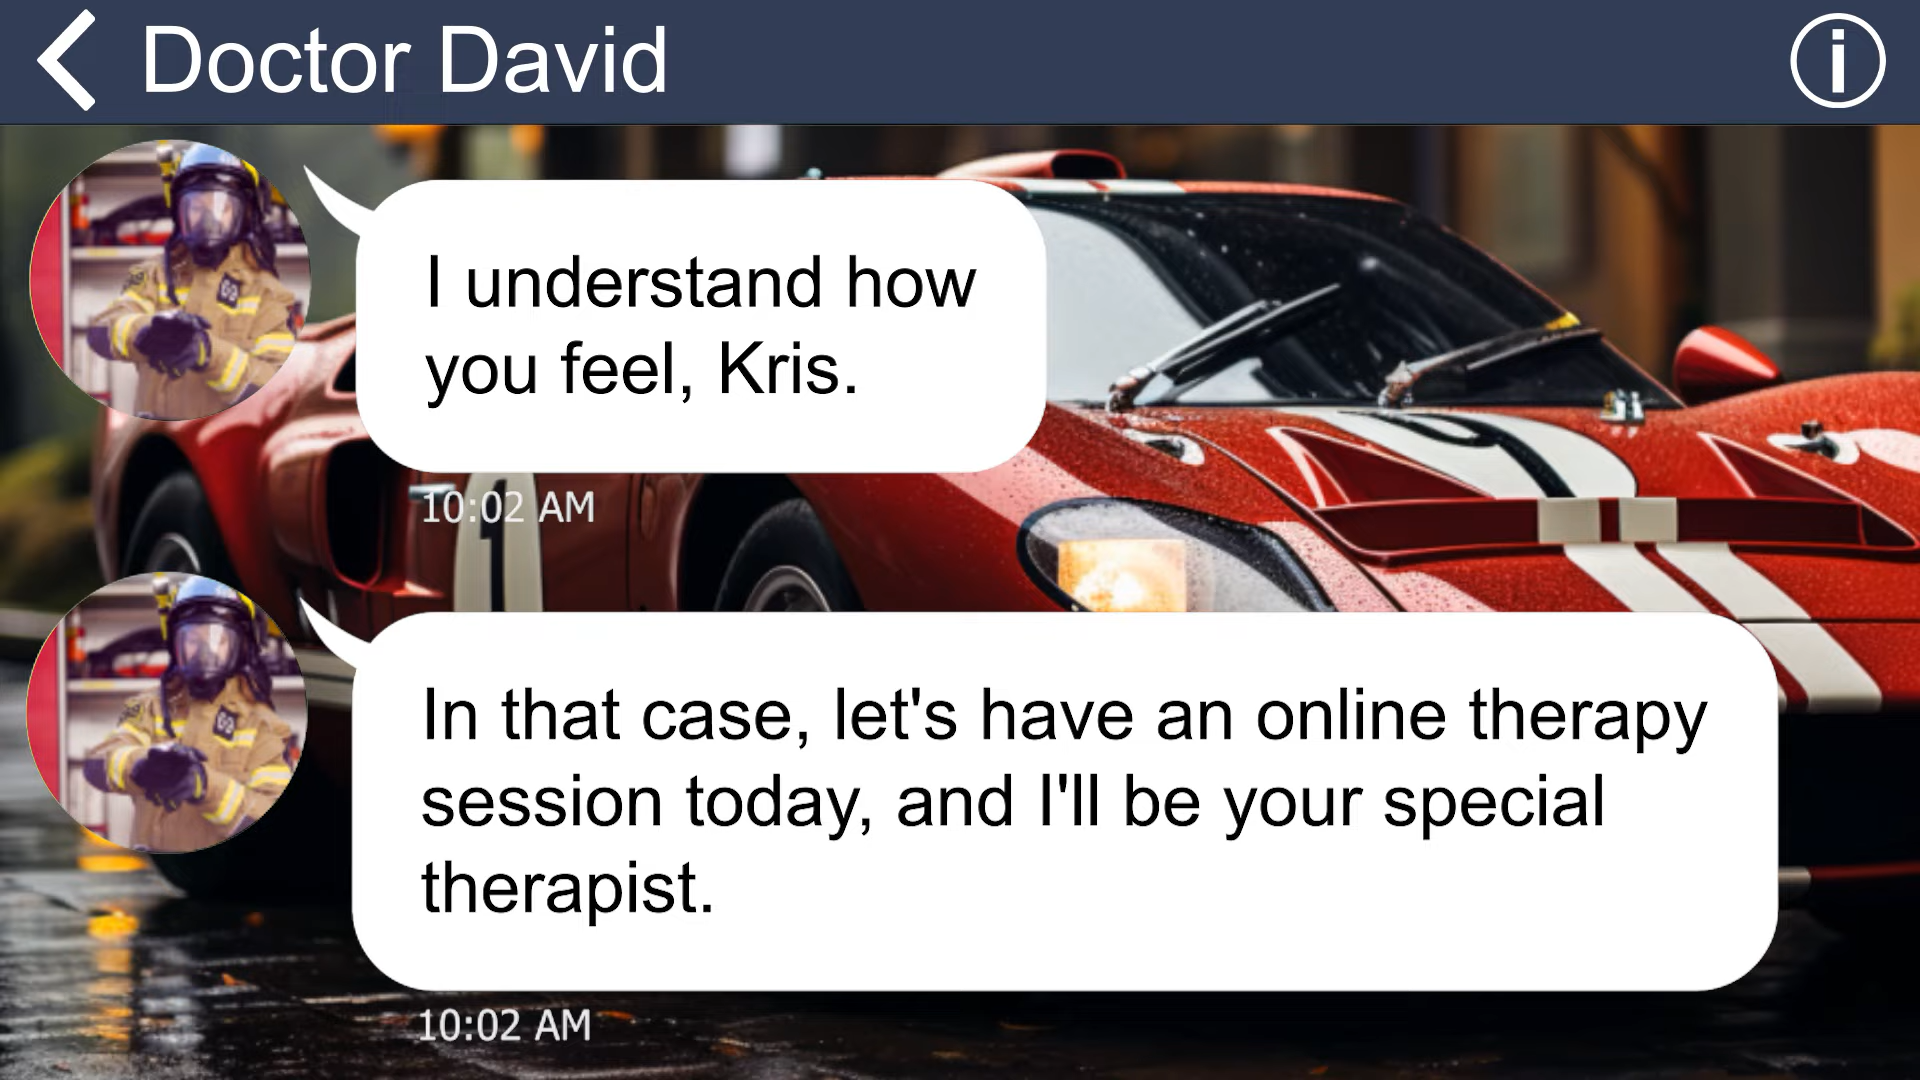 Doctor David
I understand how
you feel, Kris.
10:02 AM
1
In that case, let's have an online therapy
session today, and I'll be your special
therapist.
10:02 AM